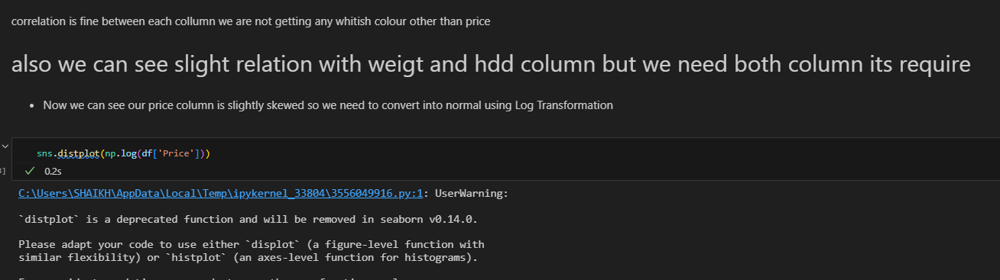 correlation is fine between each collumn we are not getting any whitish colour other than price
also we can see slight relation with weigt and hdd column but we need both column its require
Now we can see our price column is slightly skewed so we need to convert into normal using Log Transformation
sns.distplot(np.log(df['Price']))
0.2s
C:\Users\SHAIKH\AppData\Local\Temp\ipykernel_33804\3556049916.py:1: UserWarning:
`distplot` is a deprecated function and will be removed in seaborn v0.14.0.
Please adapt your code to use either `displot` (a figure-level function with
similar flexibility) or `histplot` (an axes-level function for histograms).